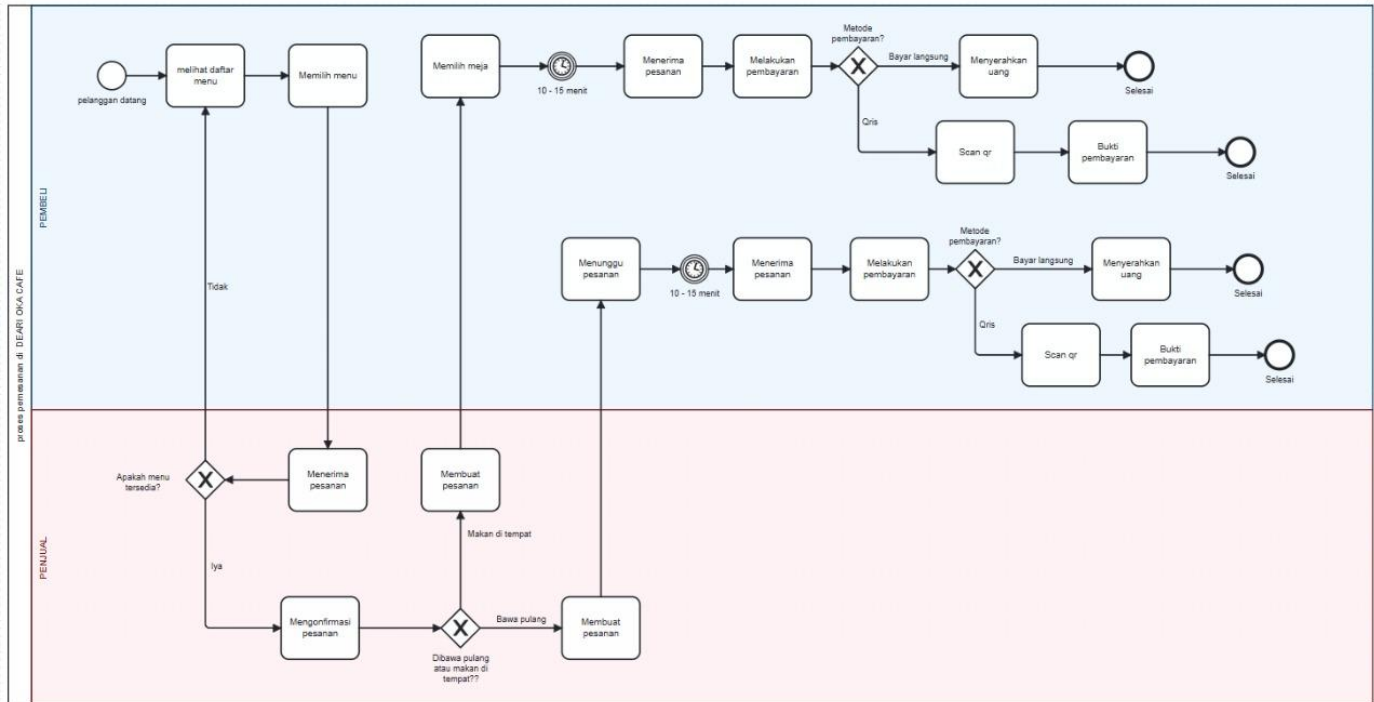 proses pemesanan di DEARI OKA CAFE
PEMBELI
pelanggan datang
melihat daftar
menu
Memilih menu
Memilih meja
10 - 15 menit
Menerima
pesanan
Melakukan
pembayaran
Metode
pembayaran?
Bayar langsung
Menyerahkan
uang
Selesai
Qris
Scan qr
Bukti
pembayaran
Selesai
Tidak
Menunggu
pesanan
10 - 15 menit
Menerima
pesanan
Melakukan
pembayaran
Metode
pembayaran?
Bayar langsung
Menyerahkan
uang
Selesai
Qris
Scan qr
Bukti
pembayaran
Selesai
PENJUAL
Apakah menu
tersedia?
Menerima
pesanan
Membuat
pesanan
Makan di tempat
Iya
Mengonfirmasi
pesanan
Bawa pulang
Dibawa pulang
atau makan di
tempat??
Membuat
pesanan